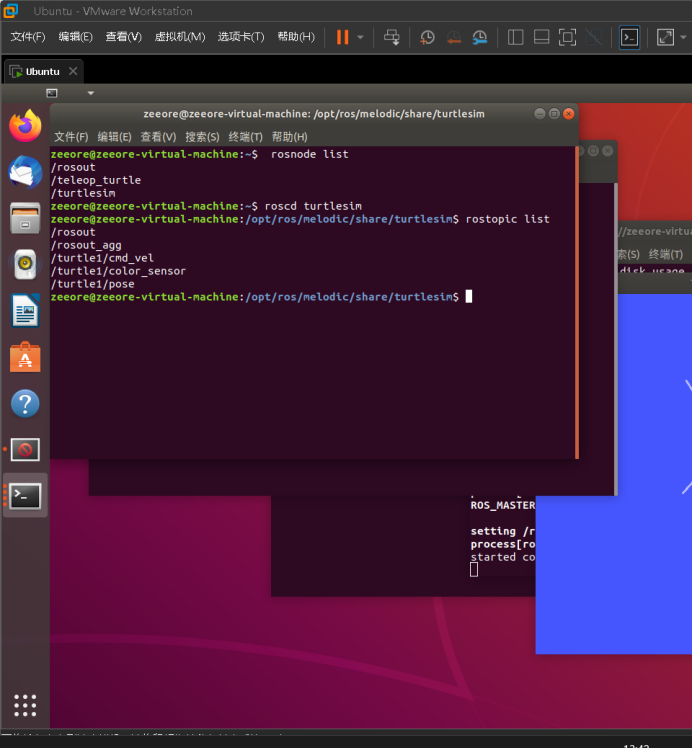 Ubuntu - VMware Workstation
文件(F) 编辑(E) 查看(V) 虚拟机(M) 选项卡(T) 帮助(H)
Ubuntu
zeeore@zeeore-virtual-machine: /opt/ros/melodic/share/turtlesim
文件(F) 编辑(E) 查看(V) 搜索(S) 终端(T) 帮助(H)
zeeore@zeeore-virtual-machine:~$  rosnode list
/rosout
/teleop_turtle
/turtlesim
zeeore@zeeore-virtual-machine:~$ roscd turtlesim
zeeore@zeeore-virtual-machine:/opt/ros/melodic/share/turtlesim$ rostopic list
/rosout
/rosout_agg
/turtle1/cmd_vel
/turtle1/color_sensor
/turtle1/pose
zeeore@zeeore-virtual-machine:/opt/ros/melodic/share/turtlesim$
//zeeore-virtu
索(S) 终端(T)
disk usage
ROS_MASTER
setting /r
process[ro
started co